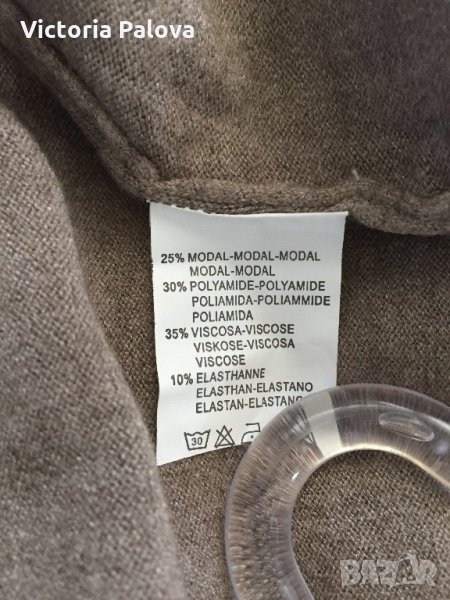 Victoria Palova
25% MODAL-MODAL-MODAL
MODAL-MODAL
30% POLYAMIDE-POLYAMIDE
POLIAMIDA-POLIAMMIDE
POLIAMIDA
35% VISCOSA-VISCOSE
VISKOSE-VISCOSA
VISCOSE
10% ELASTHANNE
ELASTHAN-ELASTANO
ELASTAN-ELASTANO
30
BAZAR